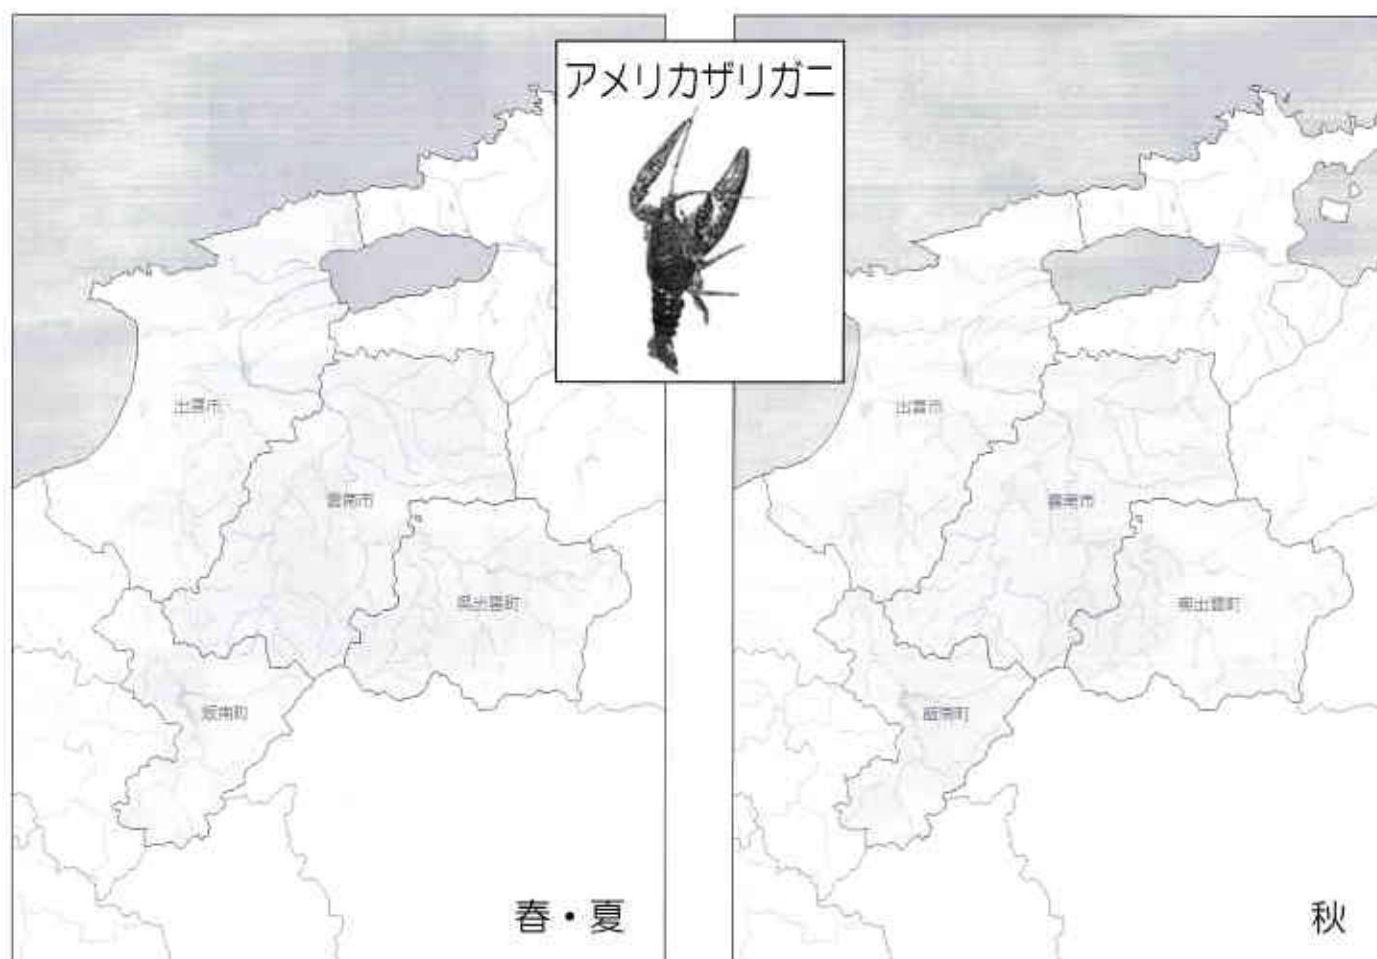 アメリカザリガニ
出雲市
雲南市
奥出雲町
飯南町
春・夏
出雲市
雲南市
奥出雲町
飯南町
秋